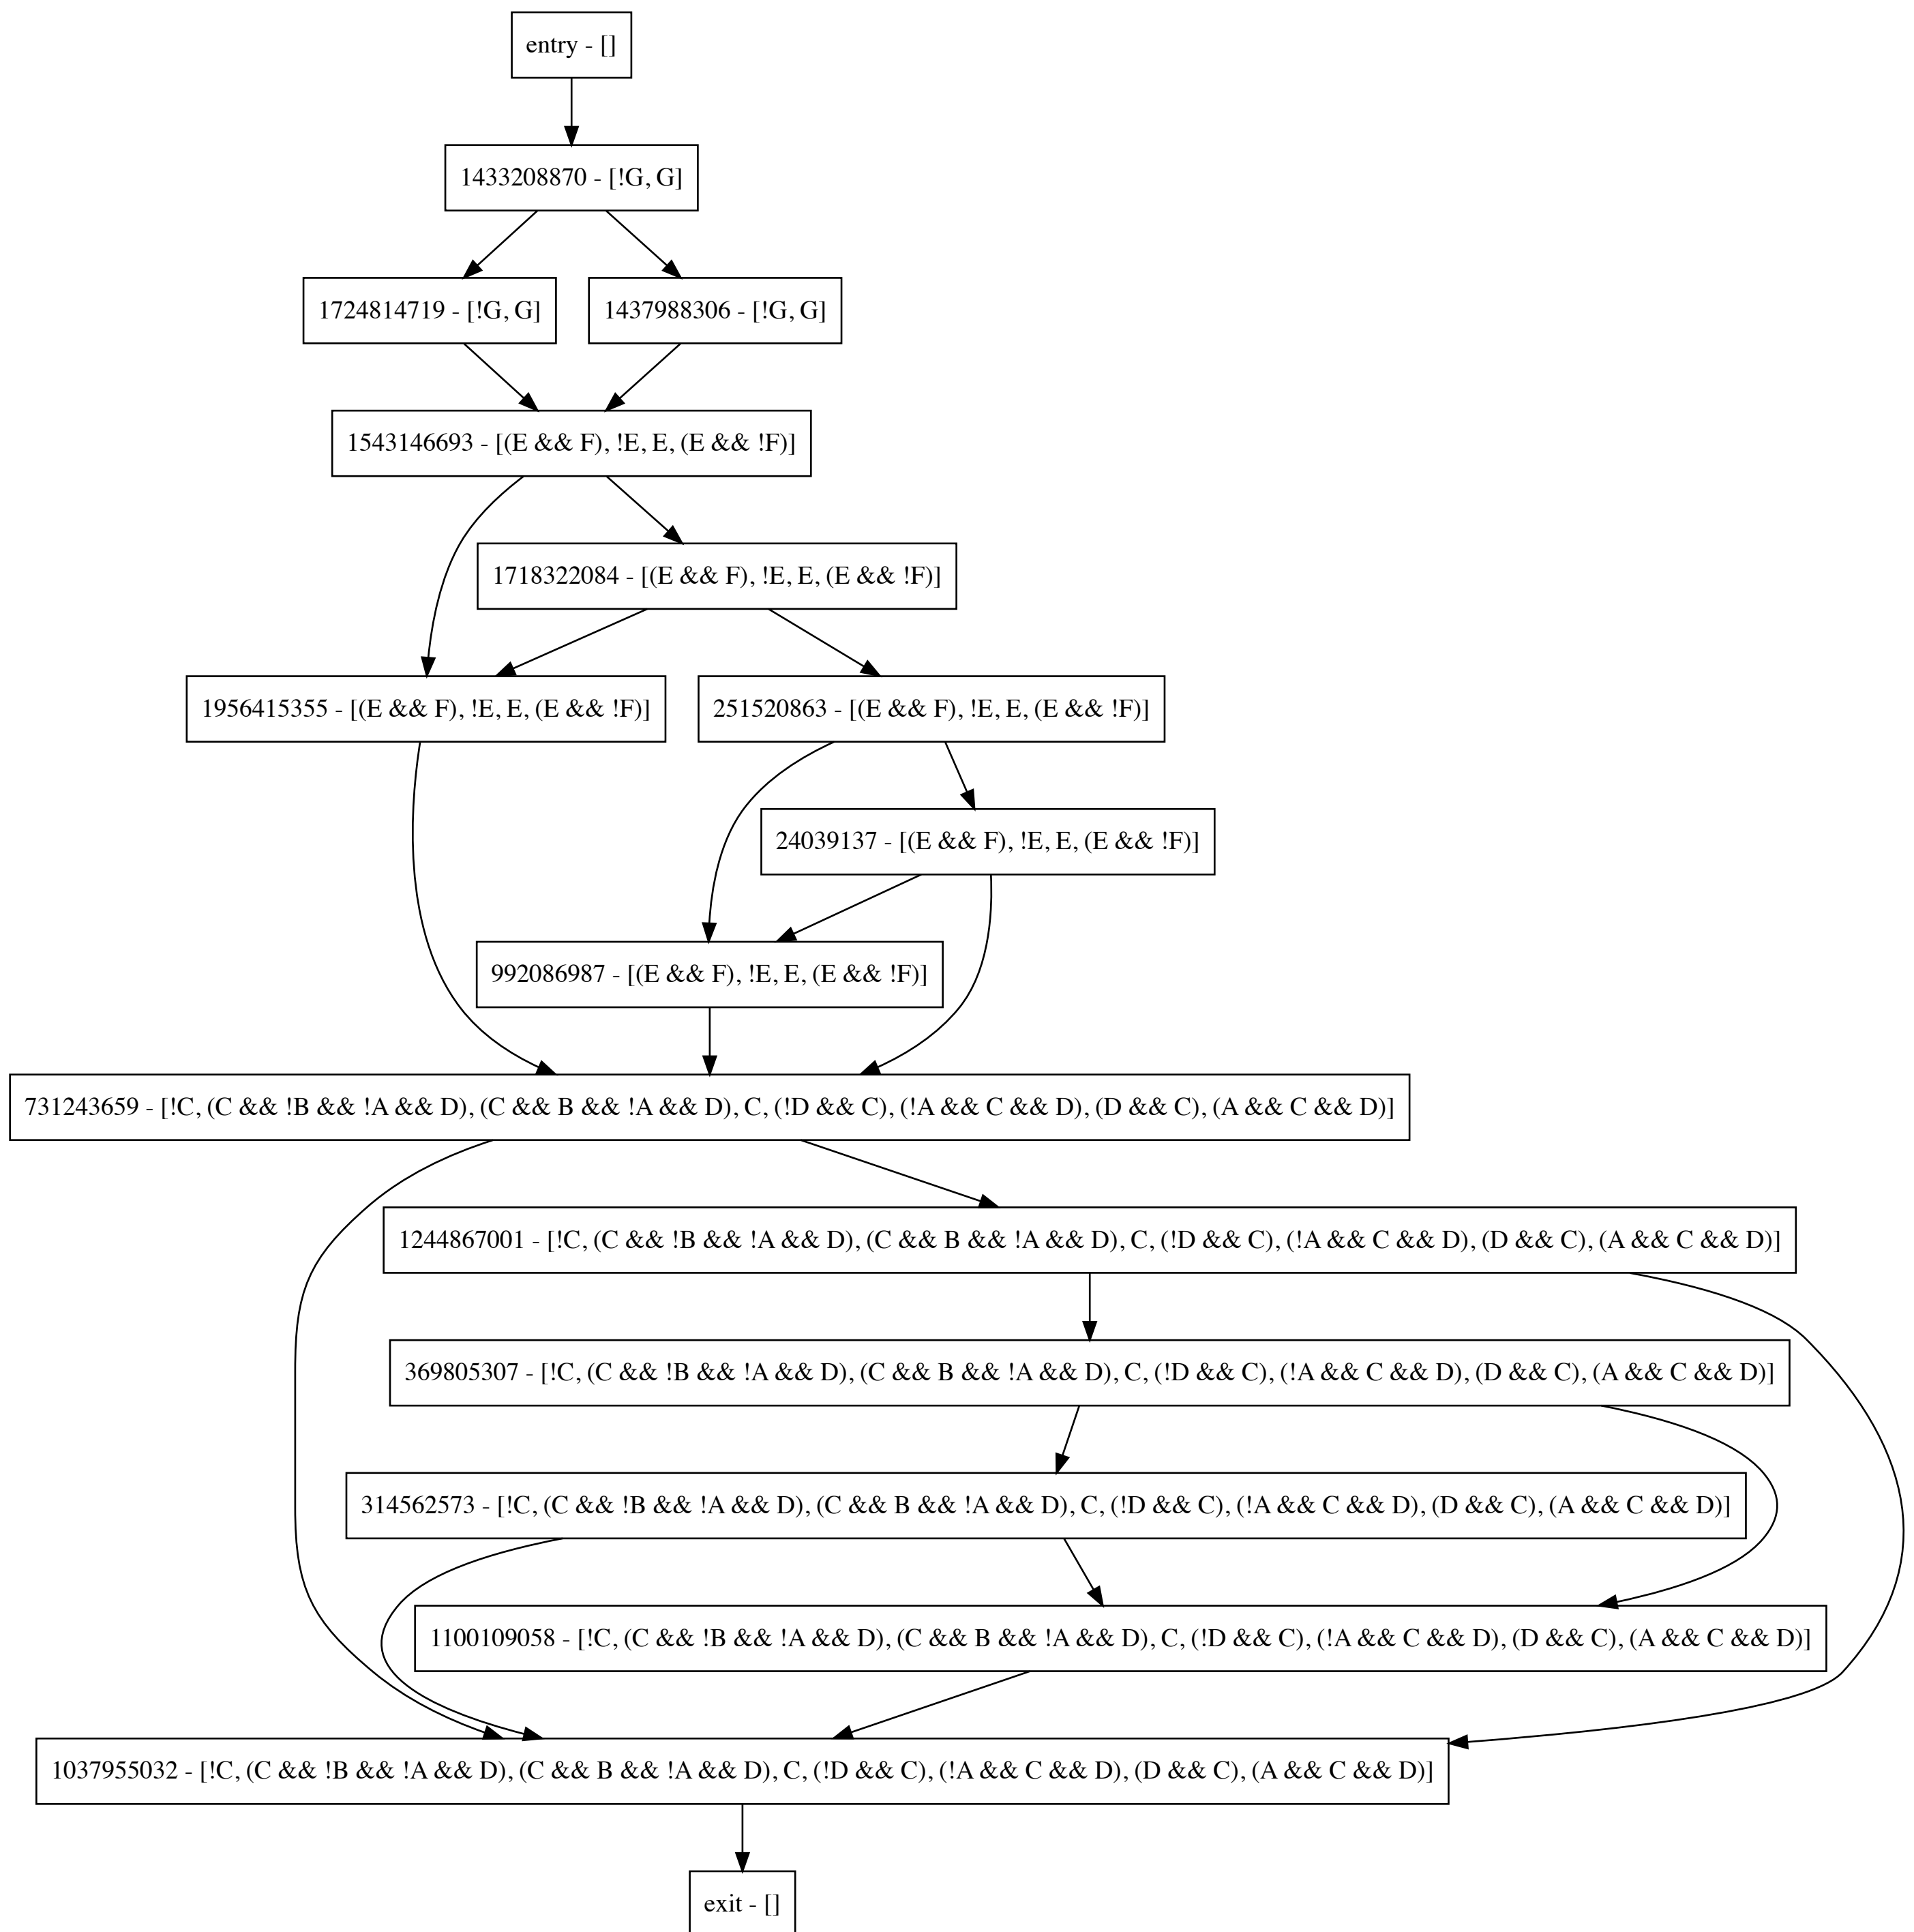 entry - []
1433208870 - [!G, G]
1724814719 - [!G, G]
1437988306 - [!G, G]
1543146693 - [(E && F), !E, E, (E && !F)]
1718322084 - [(E && F), !E, E, (E && !F)]
1956415355 - [(E && F), !E, E, (E && !F)]
251520863 - [(E && F), !E, E, (E && !F)]
24039137 - [(E && F), !E, E, (E && !F)]
992086987 - [(E && F), !E, E, (E && !F)]
731243659 - [!C, (C && !B && !A && D), (C && B && !A && D), C, (!D && C), (!A && C && D), (D && C), (A && C && D)]
1244867001 - [!C, (C && !B && !A && D), (C && B && !A && D), C, (!D && C), (!A && C && D), (D && C), (A && C && D)]
369805307 - [!C, (C && !B && !A && D), (C && B && !A && D), C, (!D && C), (!A && C && D), (D && C), (A && C && D)]
314562573 - [!C, (C && !B && !A && D), (C && B && !A && D), C, (!D && C), (!A && C && D), (D && C), (A && C && D)]
1100109058 - [!C, (C && !B && !A && D), (C && B && !A && D), C, (!D && C), (!A && C && D), (D && C), (A && C && D)]
1037955032 - [!C, (C && !B && !A && D), (C && B && !A && D), C, (!D && C), (!A && C && D), (D && C), (A && C && D)]
exit - []